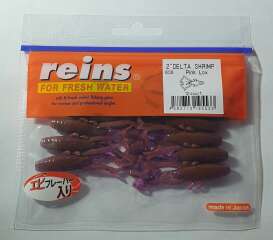 reins
FOR FRESH WATER
2" DELTA SHRIMP
Pink Lox
エビフレーバー
入り
made in Japan